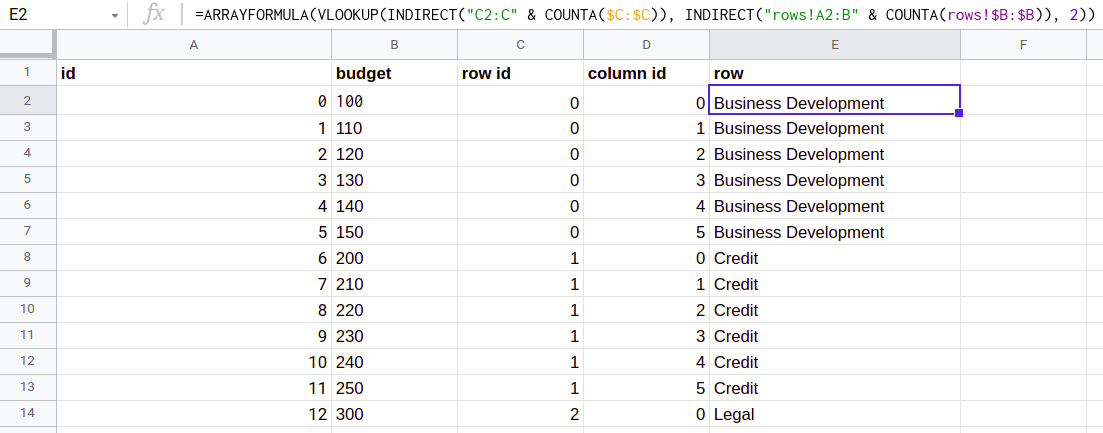 E2 fx =ARRAYFORMULA(VLOOKUP(INDIRECT("C2:C" & COUNTA($C:$C)), INDIRECT("rows!A2:B" & COUNTA(rows!$B:$B)), 2))
A B C D E F
1 id budget row id column id row
2 0 100 0 0 Business Development
3 1 110 0 1 Business Development
4 2 120 0 2 Business Development
5 3 130 0 3 Business Development
6 4 140 0 4 Business Development
7 5 150 0 5 Business Development
8 6 200 1 0 Credit
9 7 210 1 1 Credit
10 8 220 1 2 Credit
11 9 230 1 3 Credit
12 10 240 1 4 Credit
13 11 250 1 5 Credit
14 12 300 2 0 Legal